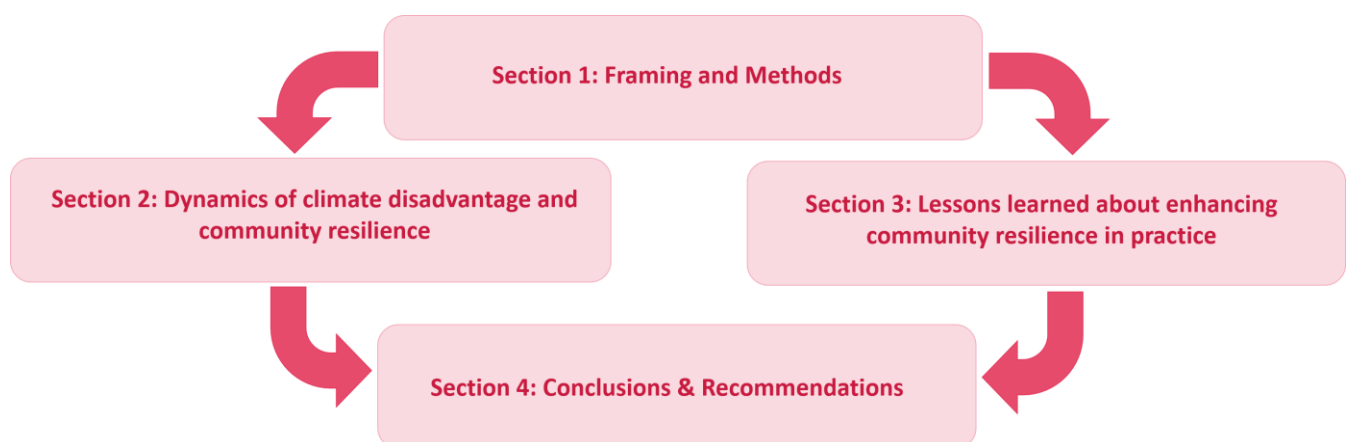 Section 1: Framing and Methods
Section 2: Dynamics of climate disadvantage and
community resilience
Section 3: Lessons learned about enhancing
community resilience in practice
Section 4: Conclusions & Recommendations